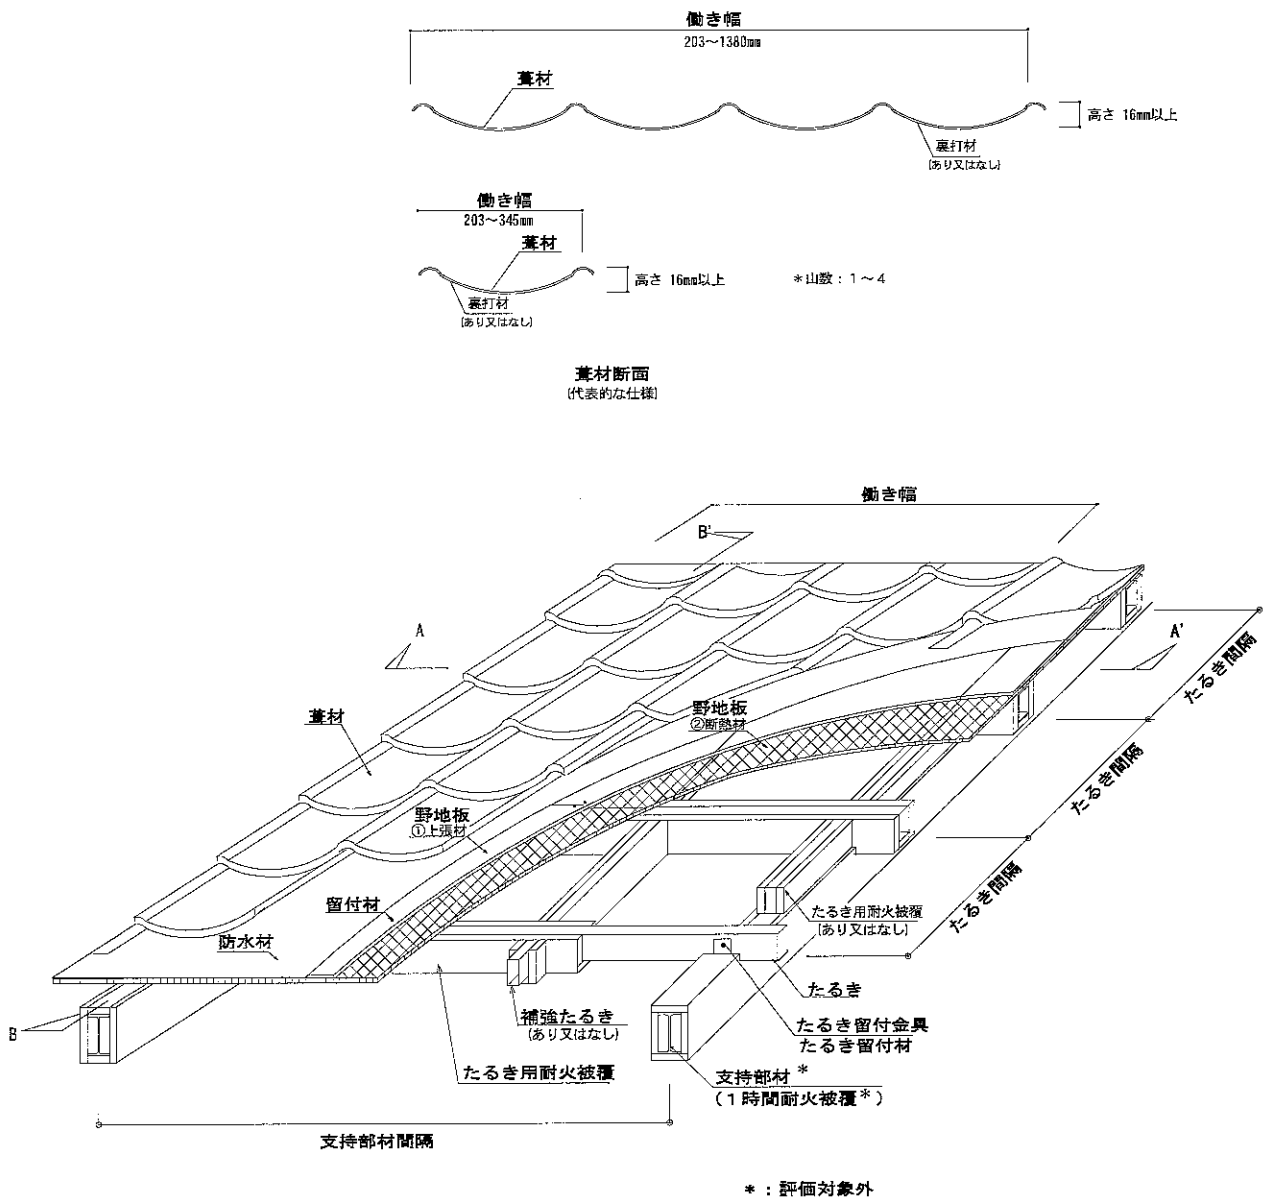 働き幅
203～1380mm
葺材
高さ 16mm以上
裏打材
(あり又はなし)
働き幅
203～345mm
葺材
高さ 16mm以上
＊山数：1～4
裏打材
(あり又はなし)
葺材断面
(代表的な仕様)
働き幅
B'
A
A'
たるき間隔
野地板
②断熱材
葺材
たるき間隔
野地板
①上張材
たるき間隔
留付材
たるき用耐火被覆
(あり又はなし)
防水材
たるき
補強たるき
(あり又はなし)
たるき留付金具
たるき留付材
B
たるき用耐火被覆
支持部材＊
(１時間耐火被覆＊)
支持部材間隔
＊：評価対象外